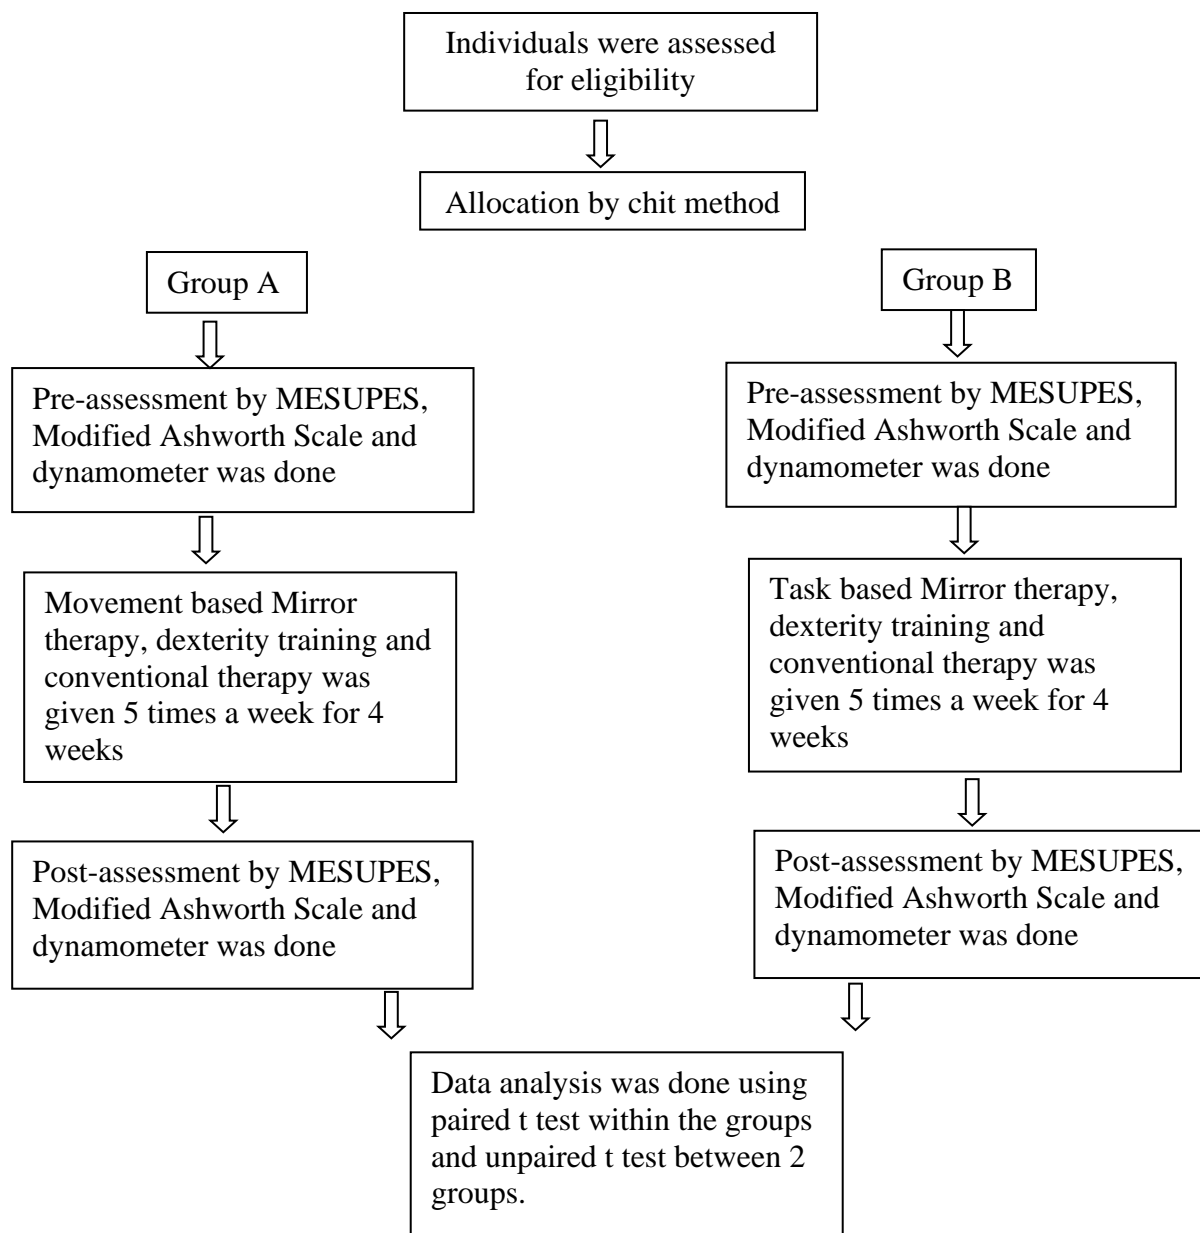 Individuals were assessed
for eligibility
Allocation by chit method
Group A
Group B
Pre-assessment by MESUPES,
Modified Ashworth Scale and
dynamometer was done
Pre-assessment by MESUPES,
Modified Ashworth Scale and
dynamometer was done
Movement based Mirror
therapy, dexterity training and
conventional therapy was
given 5 times a week for 4
weeks
Task based Mirror therapy,
dexterity training and
conventional therapy was
given 5 times a week for 4
weeks
Post-assessment by MESUPES,
Modified Ashworth Scale and
dynamometer was done
Post-assessment by MESUPES,
Modified Ashworth Scale and
dynamometer was done
Data analysis was done using
paired t test within the groups
and unpaired t test between 2
groups.